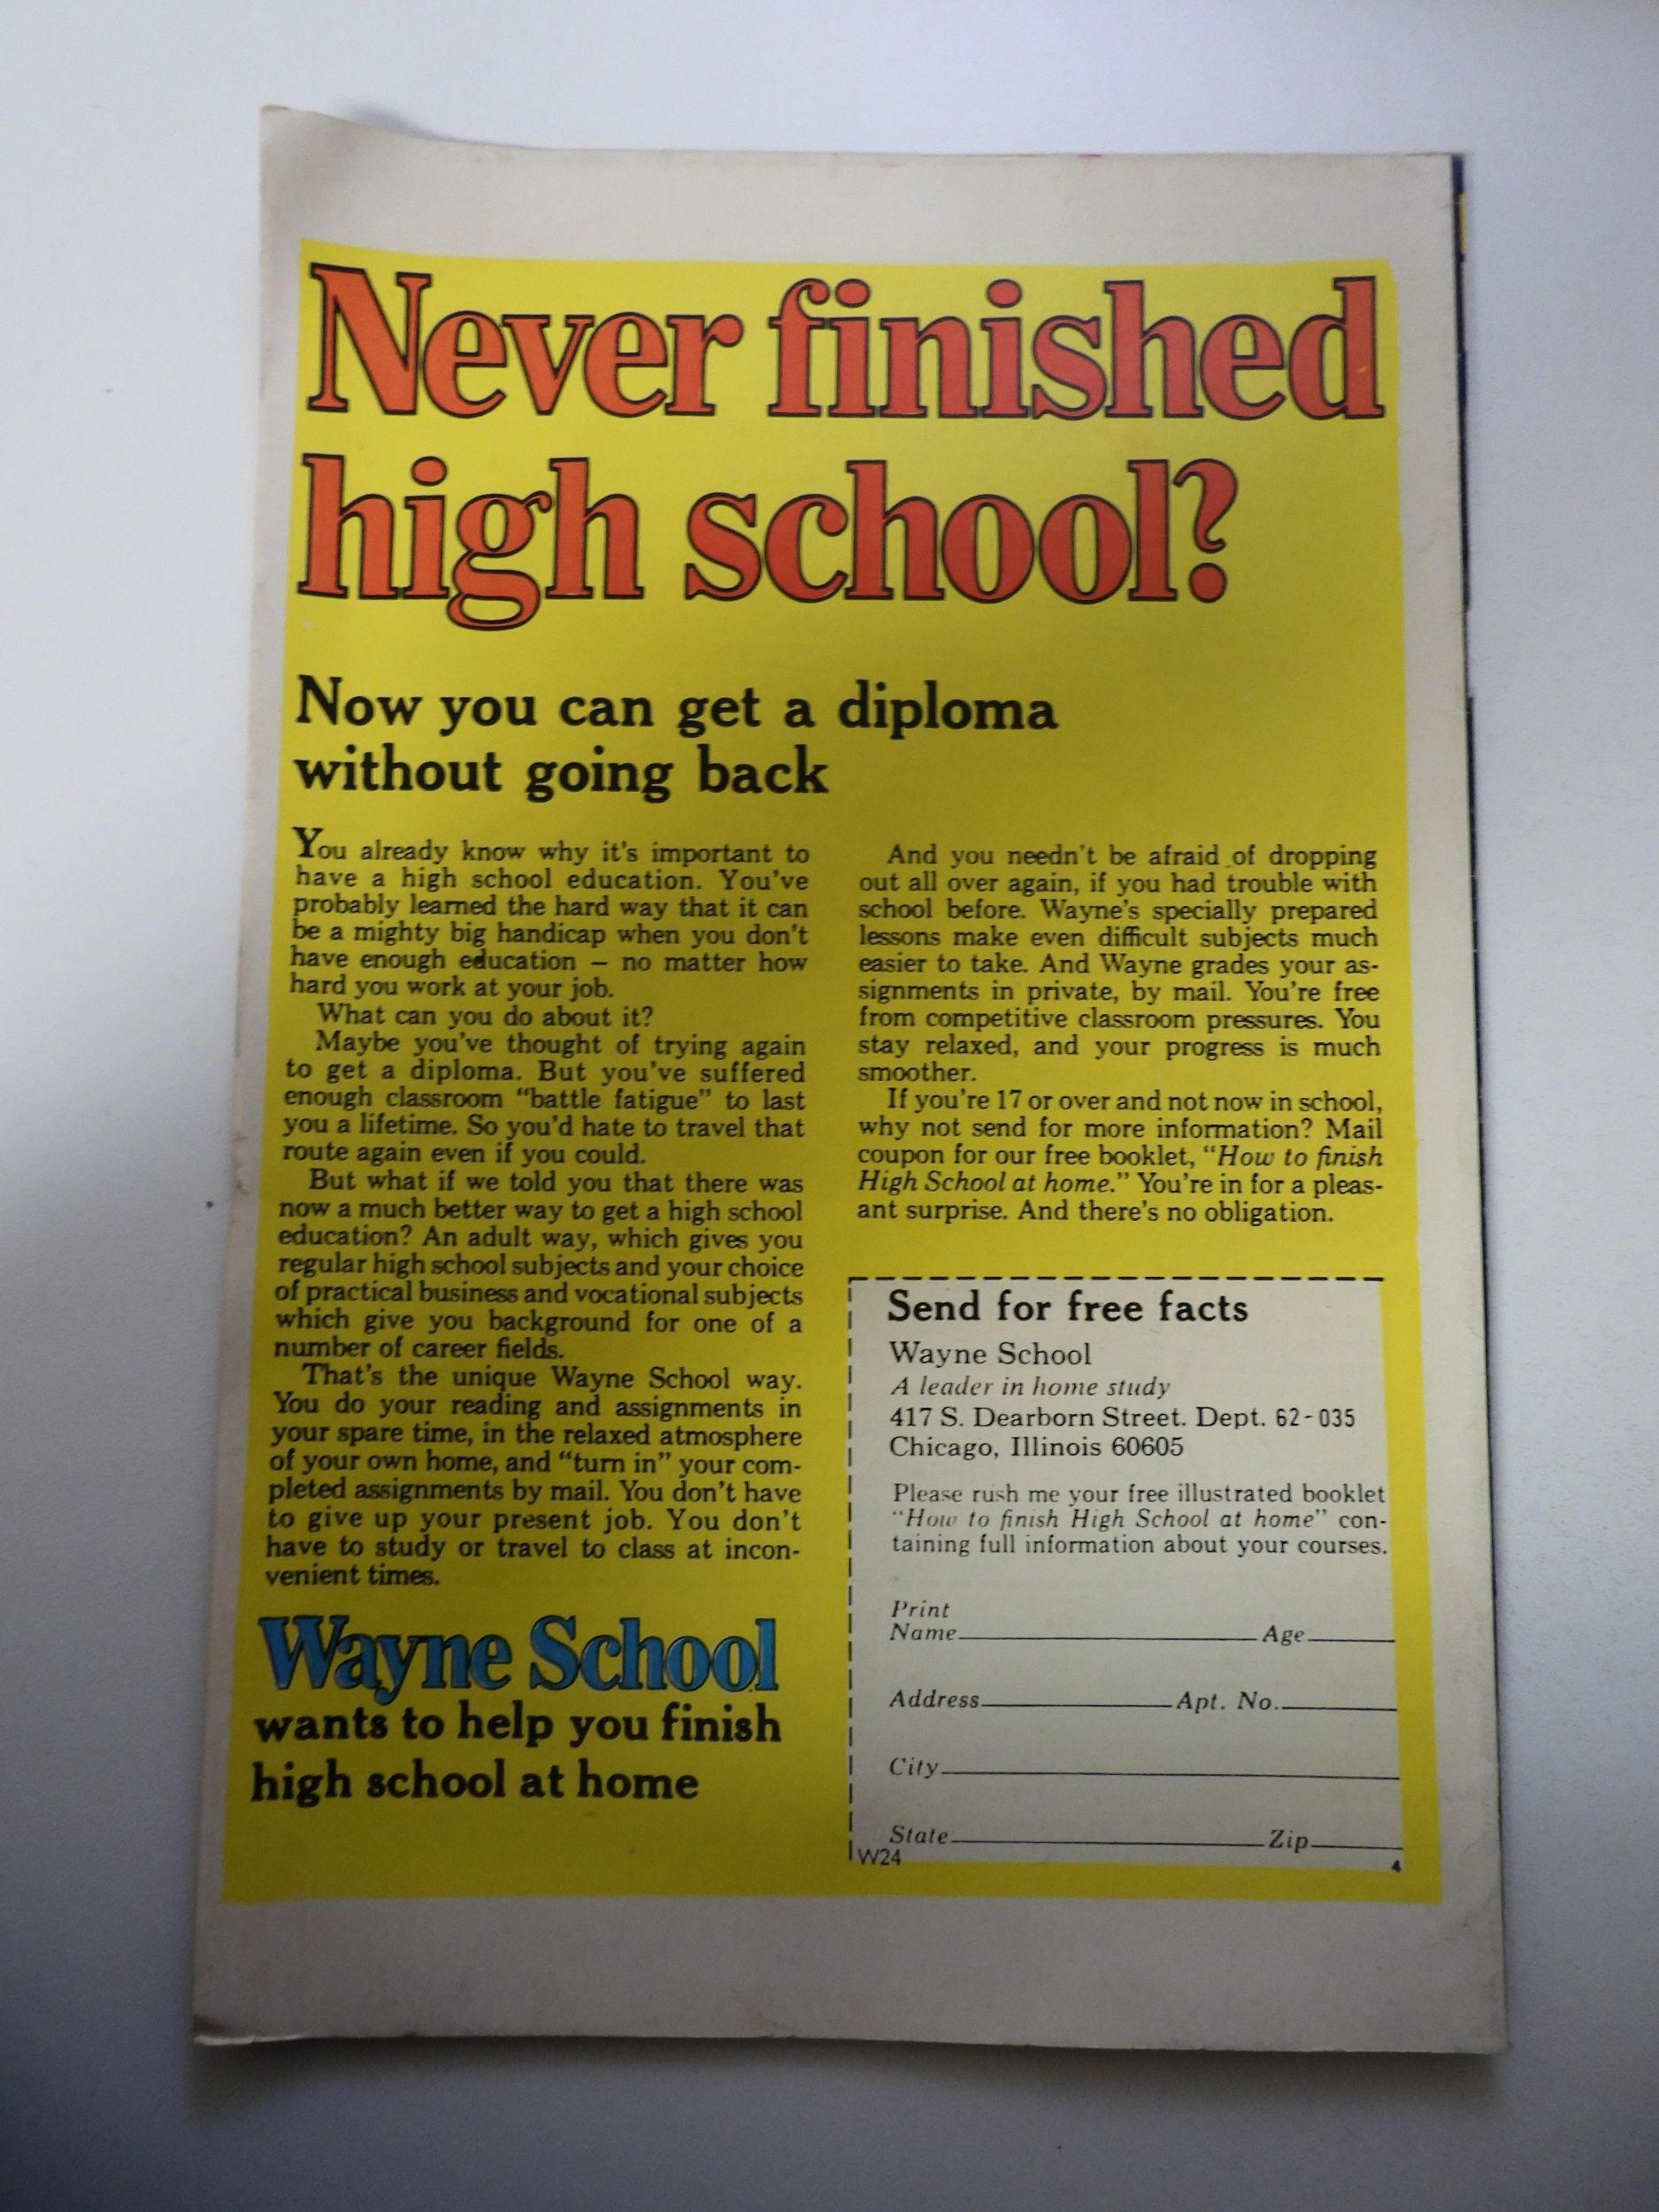 Never finished
high school?
Now you can get a diploma
without going back
You already know why it's important to
have a high school education. You've
probably learned the hard way that it can
be a mighty big handicap when you don't
have enough education – no matter how
hard you work at your job.
What can you do about it?
Maybe you've thought of trying again
to get a diploma. But you've suffered
enough classroom "battle fatigue" to last
you a lifetime. So you'd hate to travel that
route again even if you could.
But what if we told you that there was
now a much better way to get a high school
education? An adult way, which gives you
regular high school subjects and your choice
of practical business and vocational subjects
which give you background for one of a
number of career fields.
That's the unique Wayne School way.
You do your reading and assignments in
your spare time, in the relaxed atmosphere
of your own home, and "turn in" your com-
pleted assignments by mail. You don't have
to give up your present job. You don't
have to study or travel to class at incon-
venient times.
Wayne School
wants to help you finish
high school at home
And you needn't be afraid of dropping
out all over again, if you had trouble with
school before. Wayne's specially prepared
lessons make even difficult subjects much
easier to take. And Wayne grades your as-
signments in private, by mail. You're free
from competitive classroom pressures. You
stay relaxed, and your progress is much
smoother.
If you're 17 or over and not now in school,
why not send for more information? Mail
coupon for our free booklet, "How to finish
High School at home." You're in for a pleas-
ant surprise. And there's no obligation.
Send for free facts
Wayne School
A leader in home study
417 S. Dearborn Street. Dept. 62-035
Chicago, Illinois 60605
Please rush me your free illustrated booklet
"How to finish High School at home" con-
taining full information about your courses.
Print
Name Age
Address Apt. No.
City
State Zip
W24 4